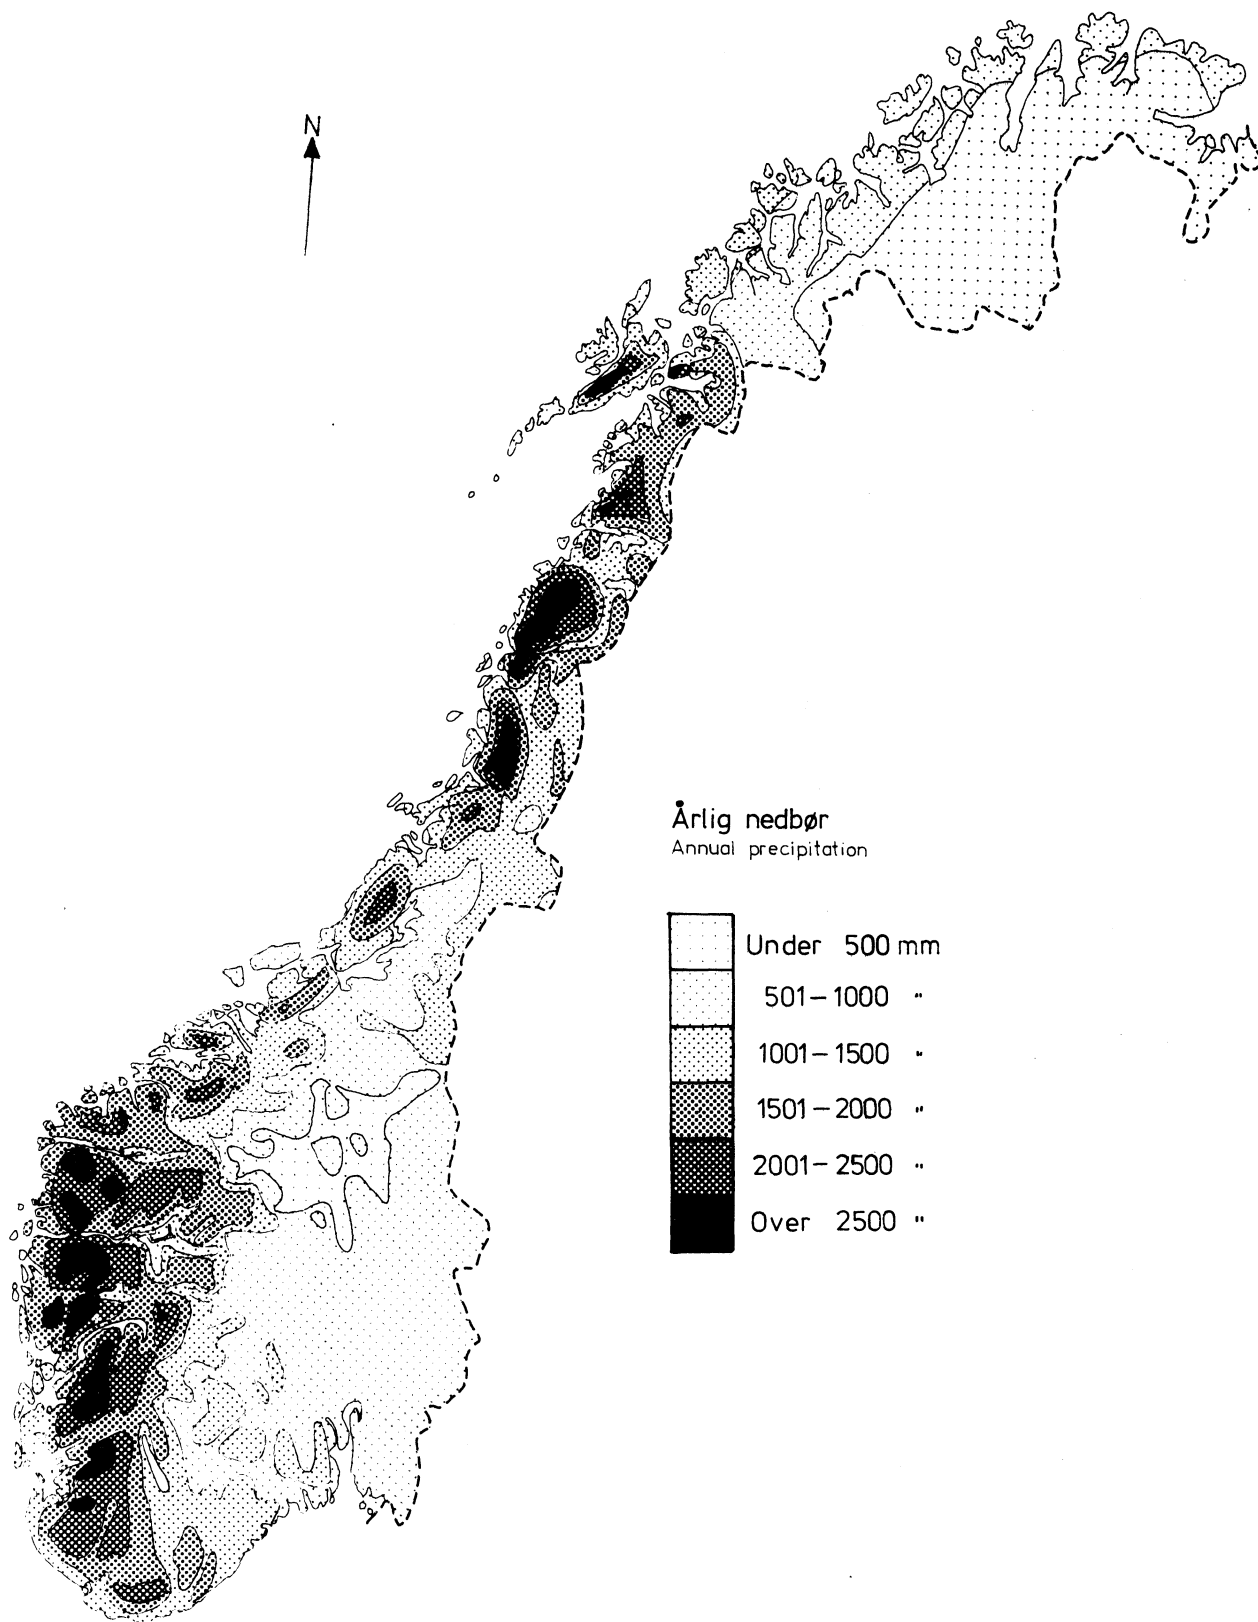 N
Årlig nedbør
Annual precipitation
Under 500 mm
501–1000 "
1001–1500 "
1501–2000 "
2001–2500 "
Over 2500 "